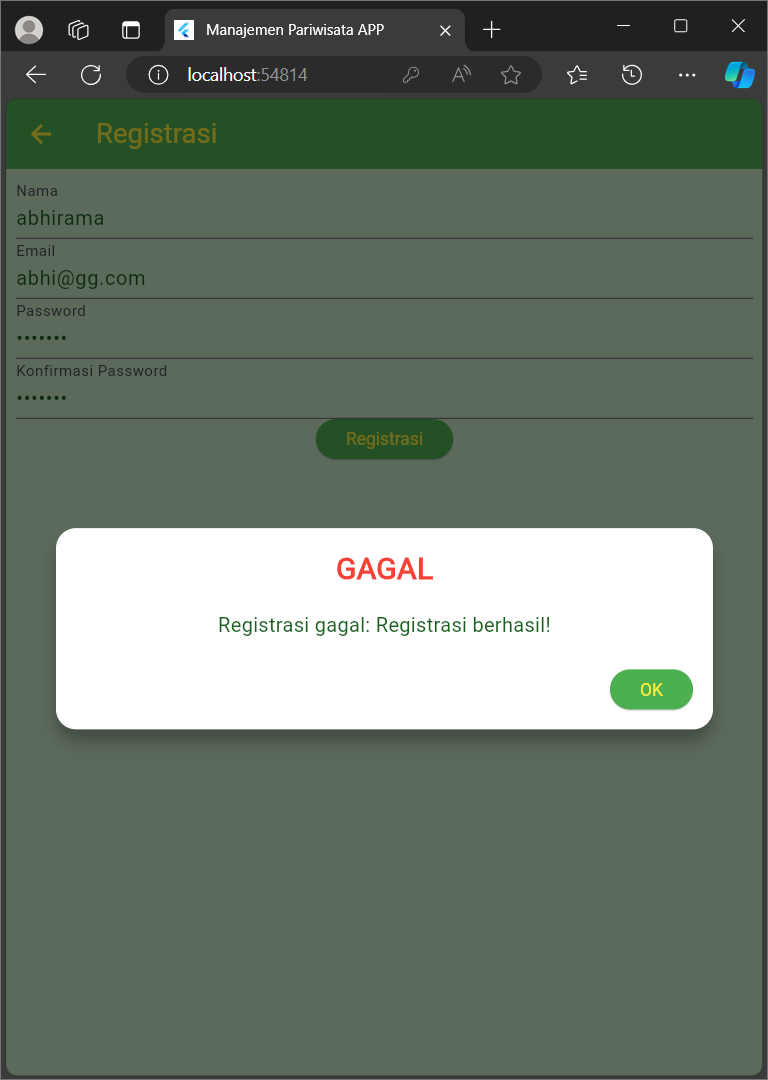 Manajemen Pariwisata APP
localhost:54814
Registrasi
Nama
abhirama
Email
abhi@gg.com
Password
•••••••
Konfirmasi Password
•••••••
Registrasi
GAGAL
Registrasi gagal: Registrasi berhasil!
OK